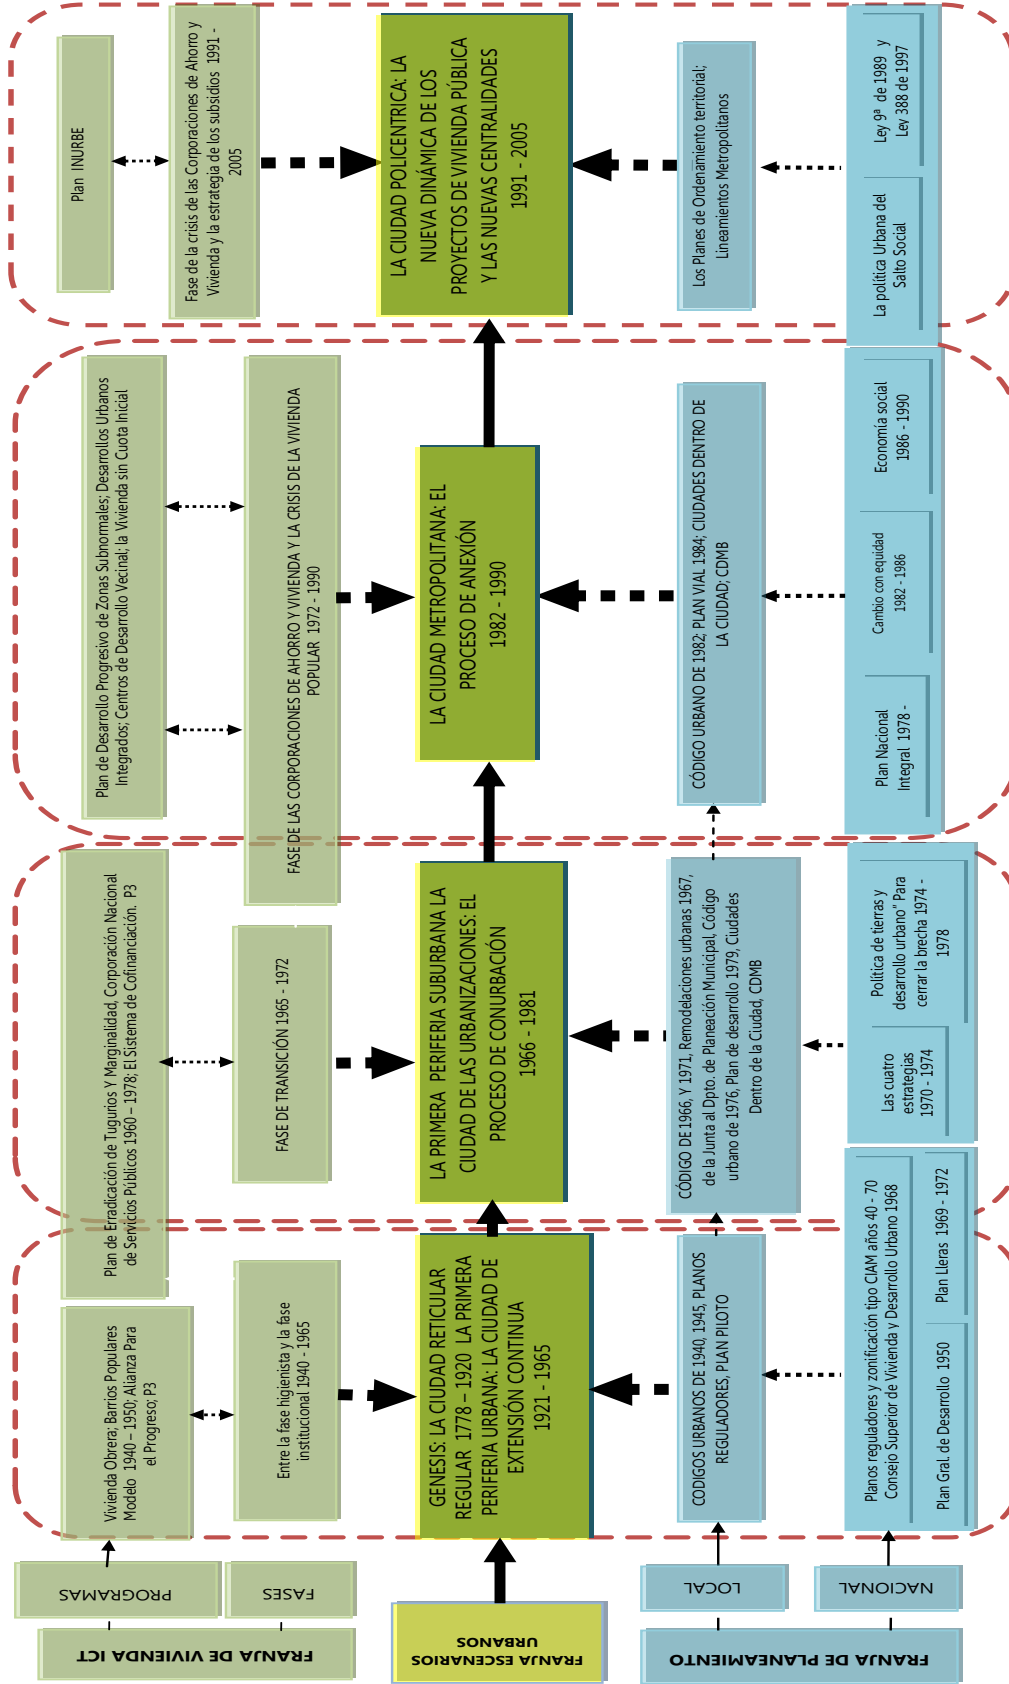 FRANJA DE VIVIENDA ICT
PROGRAMAS
FASES
FRANJA ESCENARIOS
URBANOS
FRANJA DE PLANEAMIENTO
LOCAL
NACIONAL
Vivienda Obrera; Barrios Populares
Modelo 1940 – 1950; Alianza Para
el Progreso; P3
Plan de Erradicación de Tugurios Y Marginalidad, Corporación Nacional
de Servicios Públicos 1960 – 1978; El Sistema de Cofinanciación. P3
Plan de Desarrollo Progresivo de Zonas Subnormales; Desarrollos Urbanos
Integrados; Centros de Desarrollo Vecinal; la Vivienda sin Cuota Inicial
Plan INURBE
Entre la fase higienista y la fase
institucional 1940 - 1965
FASE DE TRANSICIÓN 1965 - 1972
FASE DE LAS CORPORACIONES DE AHORRO Y VIVIENDA Y LA CRISIS DE LA VIVIENDA
POPULAR 1972 - 1990
Fase de la crisis de las Corporaciones de Ahorro y
Vivienda y la estrategia de los subsidios 1991 -
2005
GENESIS: LA CIUDAD RETICULAR
REGULAR 1778 – 1920 LA PRIMERA
PERIFERIA URBANA: LA CIUDAD DE
EXTENSIÓN CONTINUA
1921 - 1965
LA PRIMERA PERIFERIA SUBURBANA LA
CIUDAD DE LAS URBANIZACIONES: EL
PROCESO DE CONURBACIÓN
1966 - 1981
LA CIUDAD METROPOLITANA: EL
PROCESO DE ANEXIÓN
1982 - 1990
LA CIUDAD POLICENTRICA: LA
NUEVA DINÁMICA DE LOS
PROYECTOS DE VIVIENDA PÚBLICA
Y LAS NUEVAS CENTRALIDADES
1991 - 2005
CODIGOS URBANOS DE 1940, 1945, PLANOS
REGULADORES, PLAN PILOTO
CÓDIGO DE 1966, Y 1971, Remodelaciones urbanas 1967,
de la Junta al Dpto. de Planeación Municipal, Código
urbano de 1976, Plan de desarrollo 1979, Ciudades
Dentro de la Ciudad, CDMB
CÓDIGO URBANO DE 1982; PLAN VIAL 1984; CIUDADES DENTRO DE
LA CIUDAD; CDMB
Los Planes de Ordenamiento territorial;
Lineamientos Metropolitanos
Planos reguladores y zonificación tipo CIAM años 40 - 70
Consejo Superior de Vivienda y Desarrollo Urbano 1968
Plan Gral. de Desarrollo 1950
Plan Lleras 1969 - 1972
Las cuatro
estrategias
1970 - 1974
Política de tierras y
desarrollo urbano" Para
cerrar la brecha 1974 -
1978
Plan Nacional
Integral 1978 -
Cambio con equidad
1982 - 1986
Economía social
1986 - 1990
La política Urbana del
Salto Social
Ley 9ª de 1989 y
Ley 388 de 1997